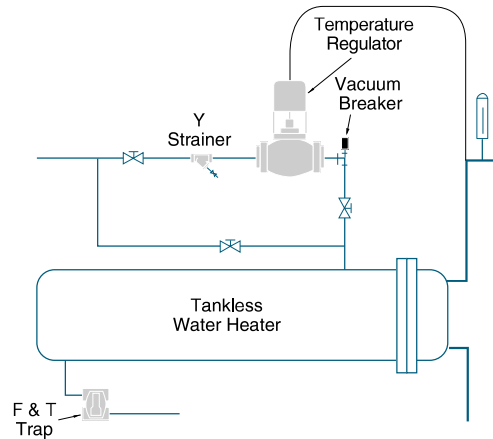 Temperature
Regulator
Vacuum
Breaker
Y
Strainer
Tankless
Water Heater
F & T
Trap